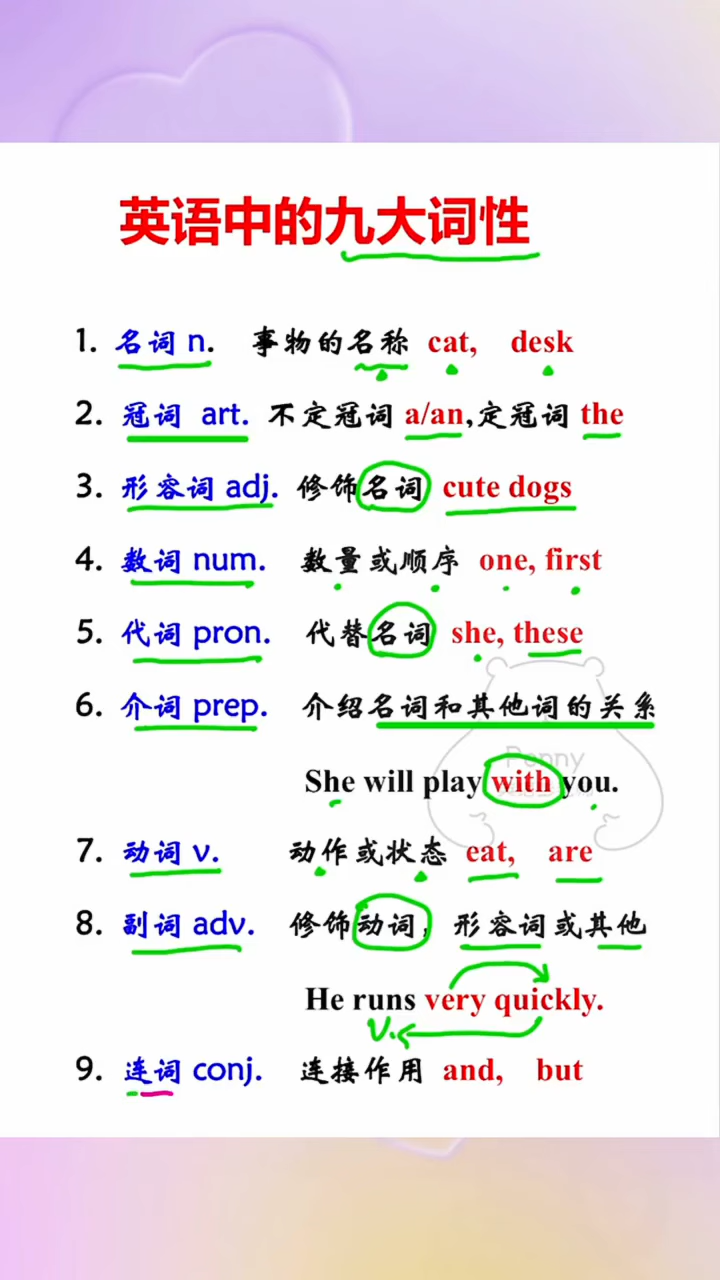 英语中的九大词性
1. 名词 n. 事物的名称 cat, desk
2. 冠词 art. 不定冠词 a/an,定冠词 the
3. 形容词 adj. 修饰名词 cute dogs
4. 数词 num. 数量或顺序 one, first
5. 代词 pron. 代替名词 she, these
6. 介词 prep. 介绍名词和其他词的关系
Penny
She will play with you.
7. 动词 v. 动作或状态 eat, are
8. 副词 adv. 修饰动词, 形容词或其他
He runs very quickly.
v.
9. 连词 conj. 连接作用 and, but